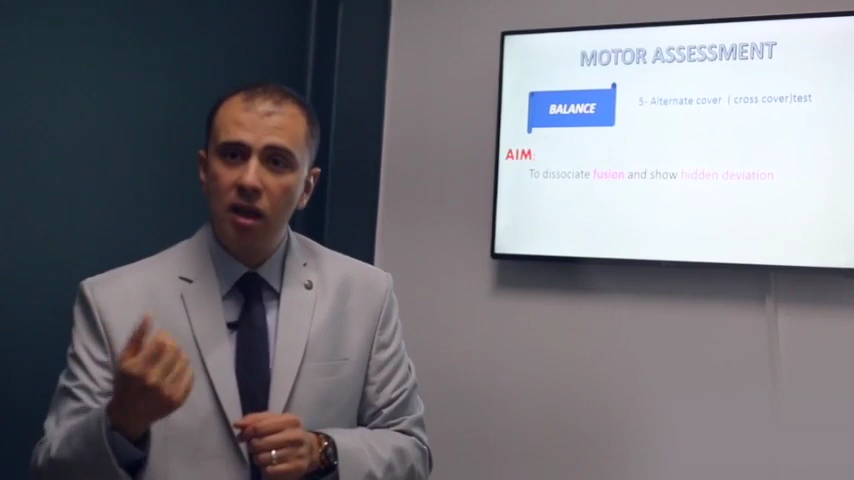 MOTOR ASSESSMENT
BALANCE
5- Alternate cover ( cross cover)test
AIM:
To dissociate fusion and show hidden deviation